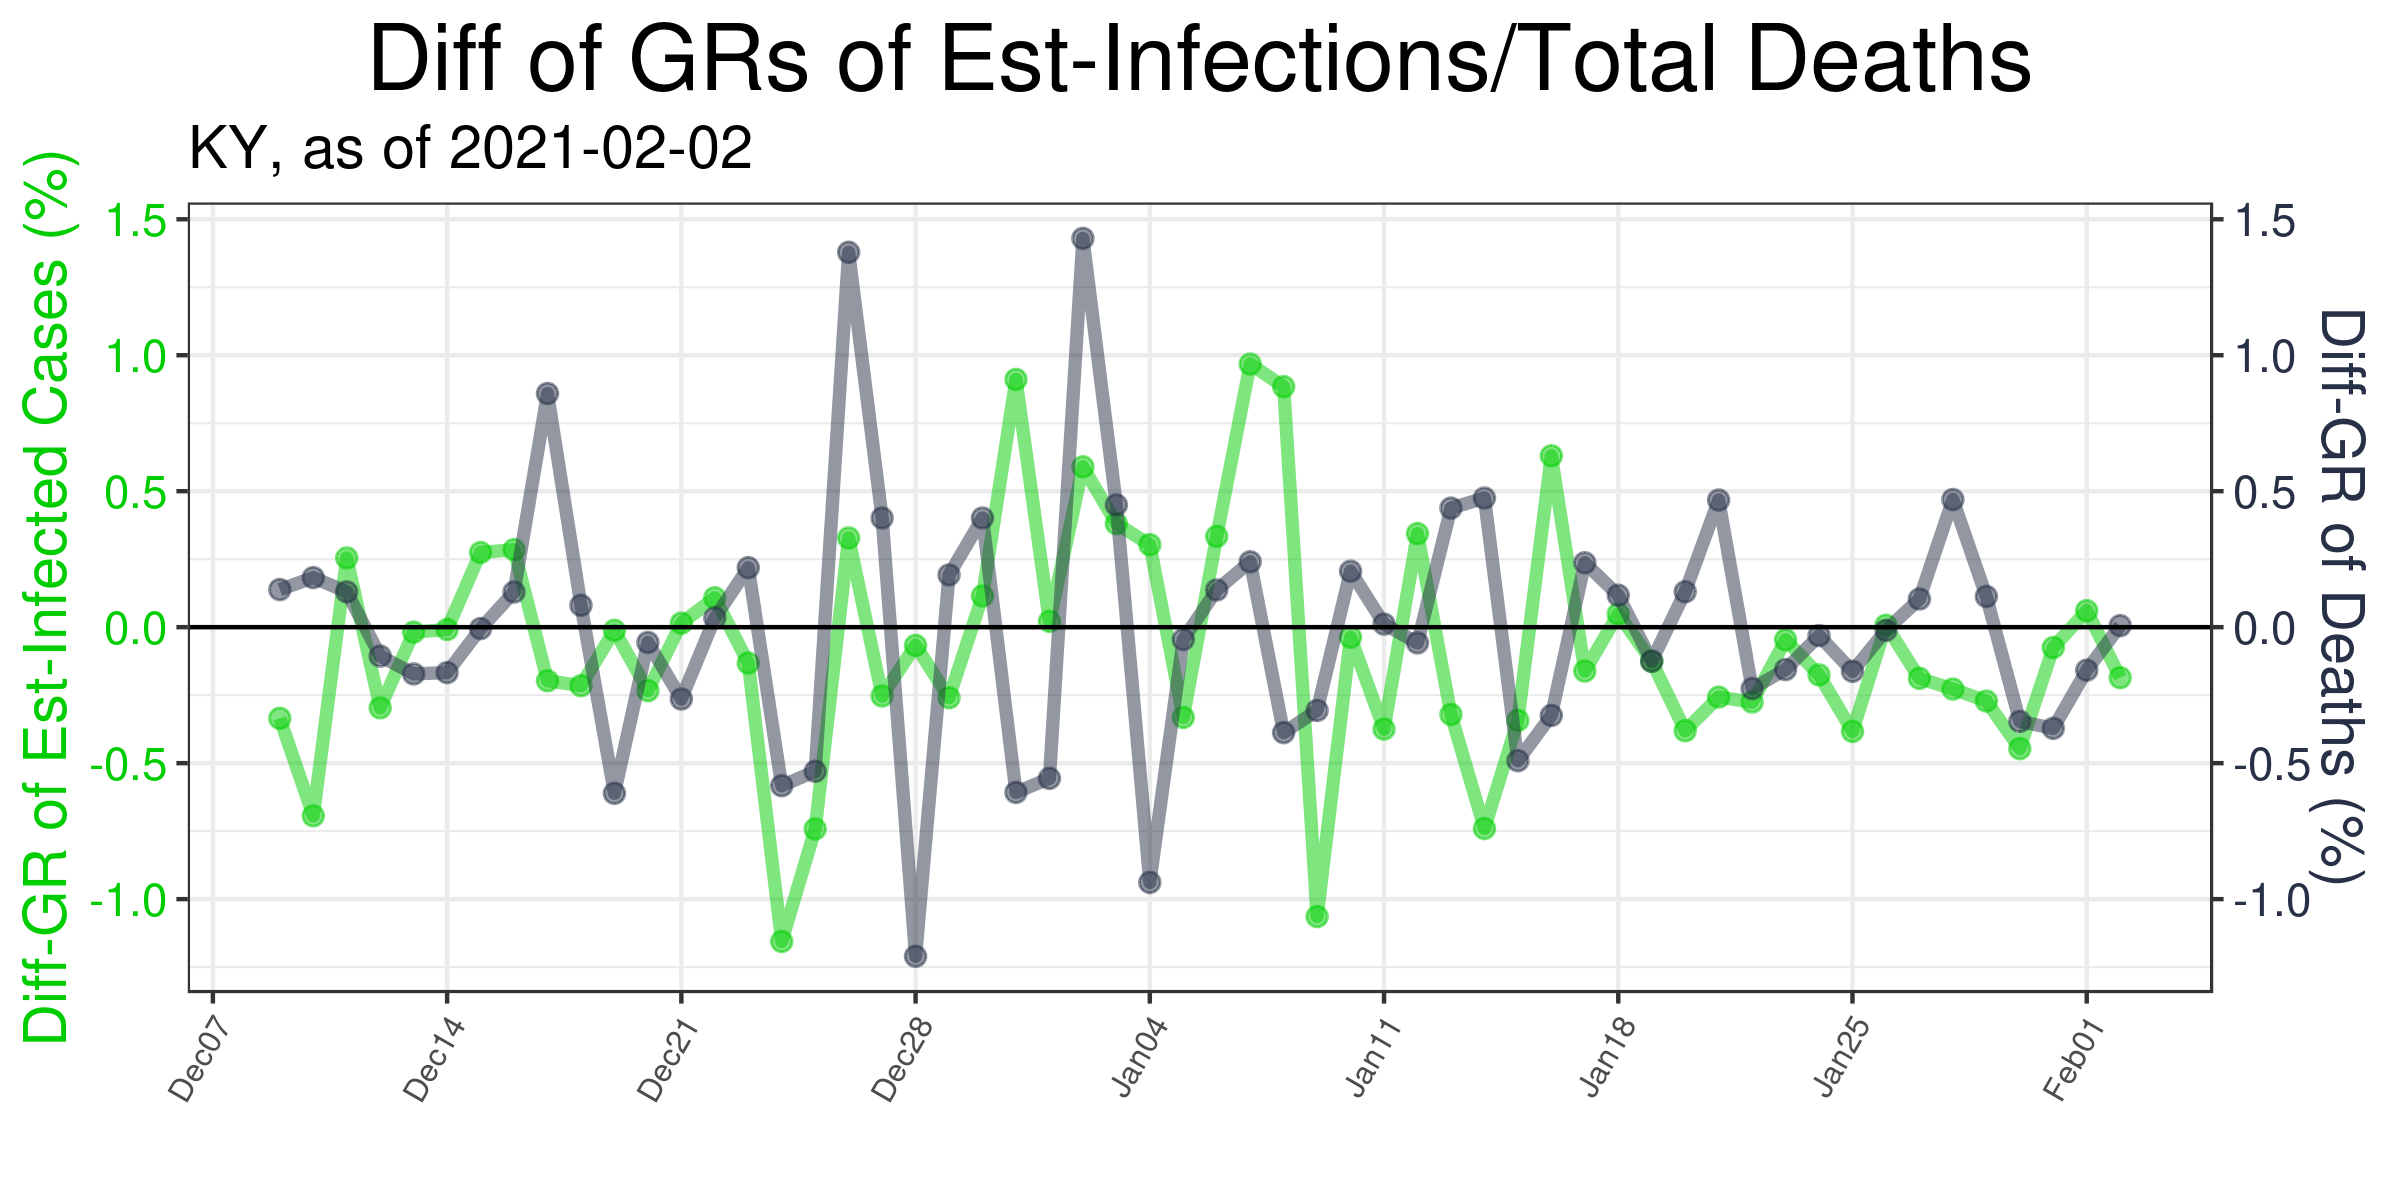 Diff of GRs of Est-Infections/Total Deaths
KY, as of 2021-02-02
Diff-GR of Est-Infected Cases (%)
1.5
1.0
0.5
0.0
-0.5
-1.0
1.5
1.0
0.5
0.0
-0.5
-1.0
Diff-GR of Deaths (%)
Dec07
Dec14
Dec21
Dec28
Jan04
Jan11
Jan18
Jan25
Feb01